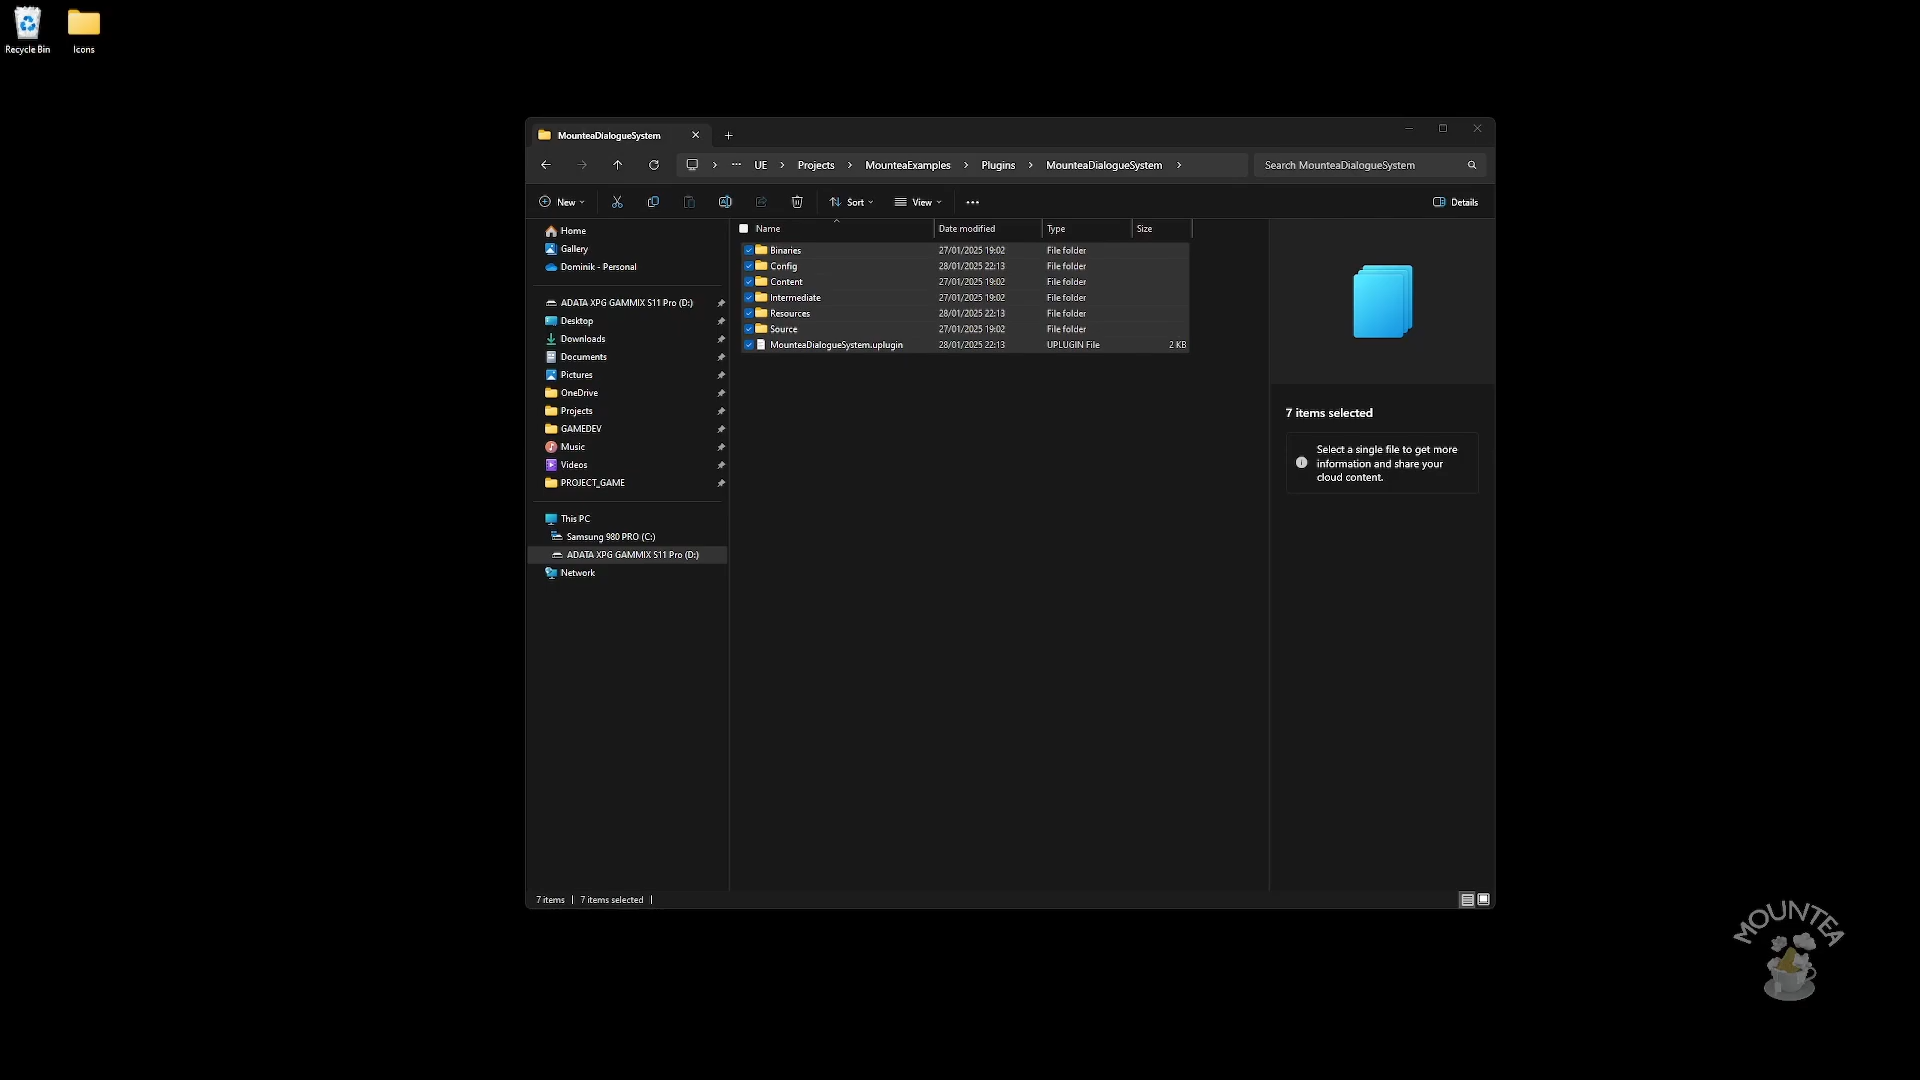 Recycle Bin
Icons
MounteaDialogueSystem
UE
Projects
MounteaExamples
Plugins
MounteaDialogueSystem
Search MounteaDialogueSystem
New
Sort
View
Details
Home
Gallery
Dominik - Personal
ADATA XPG GAMMIX S11 Pro (D:)
Desktop
Downloads
Documents
Pictures
OneDrive
Projects
GAMEDEV
Music
Videos
PROJECT_GAME
This PC
Samsung 980 PRO (C:)
ADATA XPG GAMMIX S11 Pro (D:)
Network
Name Date modified Type Size
Binaries 27/01/2025 19:02 File folder
Config 28/01/2025 22:13 File folder
Content 27/01/2025 19:02 File folder
Intermediate 27/01/2025 19:02 File folder
Resources 28/01/2025 22:13 File folder
Source 27/01/2025 19:02 File folder
MounteaDialogueSystem.uplugin 28/01/2025 22:13 UPLUGIN File 2 KB
7 items selected
Select a single file to get more
information and share your
cloud content.
7 items
7 items selected
MOUNTEA